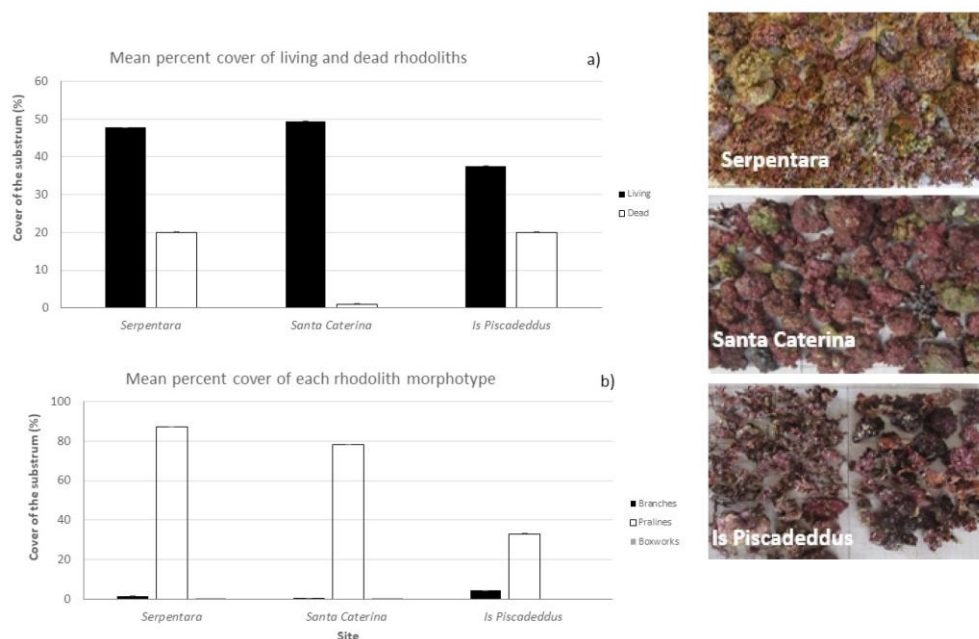 Mean percent cover of living and dead rhodoliths
a)
Cover of the substrum (%)
60
50
40
30
20
10
0
Serpentara
Santa Caterina
Is Piscadeddus
Living
Dead
Mean percent cover of each rhodolith morphotype
b)
Cover of the substrum (%)
100
80
60
40
20
0
Serpentara
Santa Caterina
Is Piscadeddus
Site
Branches
Pralines
Boxworks
Serpentara
Santa Caterina
Is Piscadeddus